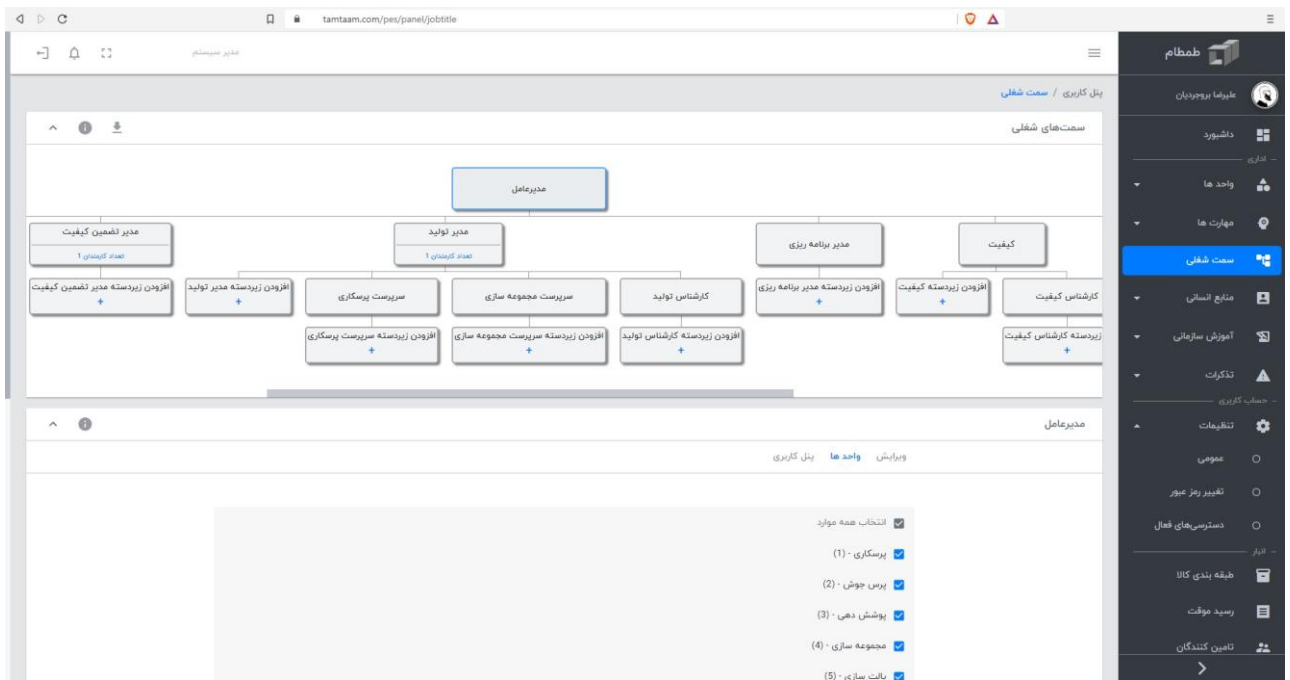 tamtaam.com/pes/panel/jobtitle
طمطام
مدیر سیستم
علیرضا بروجردیان
پنل کاربری / سمت شغلی
سمت‌های شغلی
داشبورد
اداری
واحد ها
مهارت ها
سمت شغلی
منابع انسانی
آموزش سازمانی
تذکرات
حساب کاربری
تنظیمات
عمومی
تغییر رمز عبور
دسترسی‌های فعال
انبار
طبقه بندی کالا
رسید موقت
تامین کنندگان
مدیرعامل
کیفیت
مدیر برنامه ریزی
مدیر تولید
تعداد کارمندان 1
مدیر تضمین کیفیت
تعداد کارمندان 1
کارشناس کیفیت
افزودن زیردسته کیفیت
+
افزودن زیردسته مدیر برنامه ریزی
+
کارشناس تولید
سرپرست مجموعه سازی
سرپرست پرسکاری
افزودن زیردسته مدیر تولید
+
افزودن زیردسته مدیر تضمین کیفیت
+
زیردسته کارشناس کیفیت
+
افزودن زیردسته کارشناس تولید
+
افزودن زیردسته سرپرست مجموعه سازی
+
افزودن زیردسته سرپرست پرسکاری
+
مدیرعامل
ویرایش واحد ها پنل کاربری
انتخاب همه موارد
پرسکاری - (1)
پرس جوش - (2)
پوشش دهی - (3)
مجموعه سازی - (4)
پالت سازی - (5)